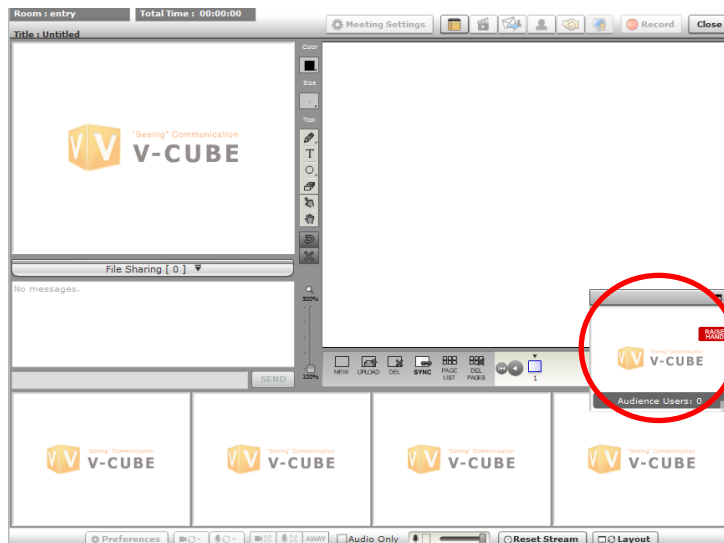 Room : entry
Total Time : 00:00:00
Title : Untitled
Meeting Settings
Record
Close
Color
Size
Tool
T
"Seeing" Communication
V-CUBE
File Sharing [ 0 ]
No messages.
SEND
500%
100%
NEW
UPLOAD
DEL
SYNC
PAGE LIST
DEL PAGES
1
RAISE
HAND
"Seeing" Communication
V-CUBE
Audience Users: 0
"Seeing" Communication
V-CUBE
"Seeing" Communication
V-CUBE
"Seeing" Communication
V-CUBE
"Seeing" Communication
V-CUBE
Preferences
AWAY
Audio Only
Reset Stream
Layout